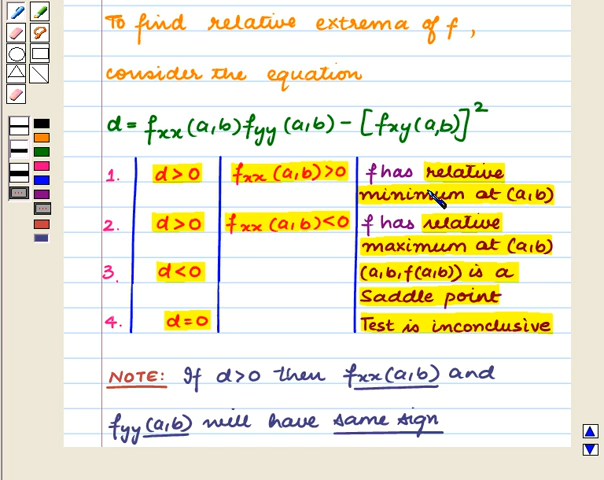 To find relative extrema of f,
consider the equation
d = fxx(a,b)fyy(a,b) - [fxy(a,b)]²
1. d>0 fxx(a,b)>0 f has relative
minimum at (a,b)
2. d>0 fxx(a,b)<0 f has relative
maximum at (a,b)
3. d<0 (a,b,f(a,b)) is a
Saddle point
4. d=0 Test is inconclusive
NOTE: If d>0 then fxx(a,b) and
fyy(a,b) will have same sign